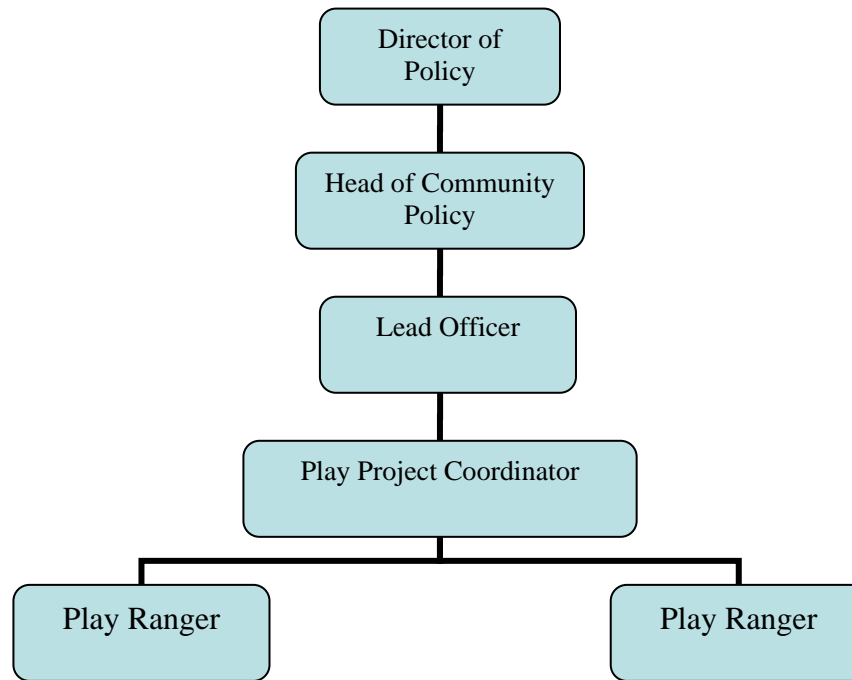 Director of
Policy
Head of Community
Policy
Lead Officer
Play Project Coordinator
Play Ranger
Play Ranger